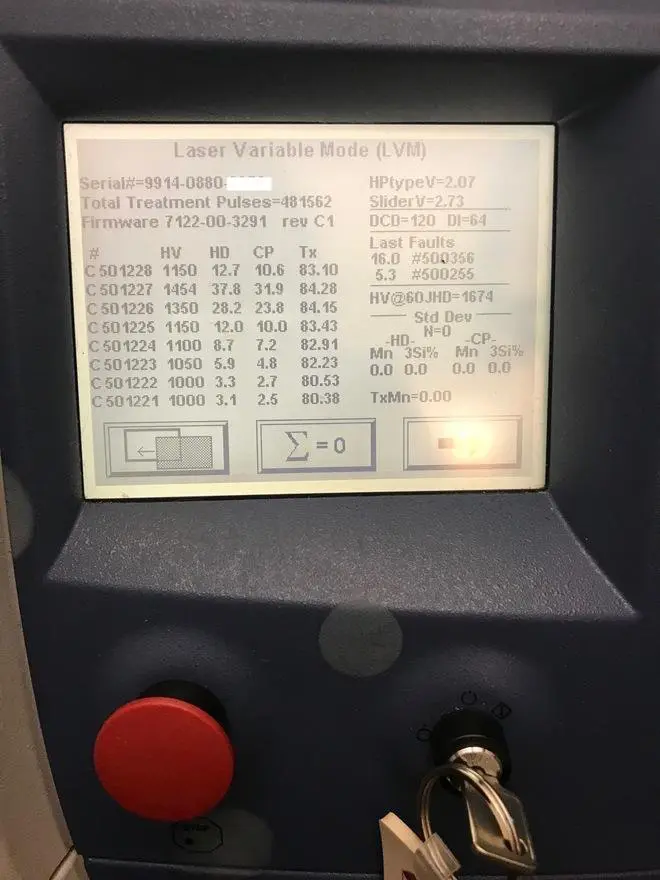 Laser Variable Mode (LVM)
Serial#=9914-0880-
Total Treatment Pulses=481562
Firmware 7122-00-3291 rev C1
# HV HD CP Tx
C 501228 1150 12.7 10.6 83.10
C 501227 1454 37.8 31.9 84.28
C 501226 1350 28.2 23.8 84.15
C 501225 1150 12.0 10.0 83.43
C 501224 1100 8.7 7.2 82.91
C 501223 1050 5.9 4.8 82.23
C 501222 1000 3.3 2.7 80.53
C 501221 1000 3.1 2.5 80.38
HPtypeV=2.07
SliderV=2.73
DCD=120 DI=64
Last Faults
16.0 #500356
5.3 #500255
HV@60JHD=1674
Std Dev
N=0
-HD- -CP-
Mn 3Si% Mn 3Si%
0.0 0.0 0.0 0.0
TxMn=0.00
← Σ = 0
STOP